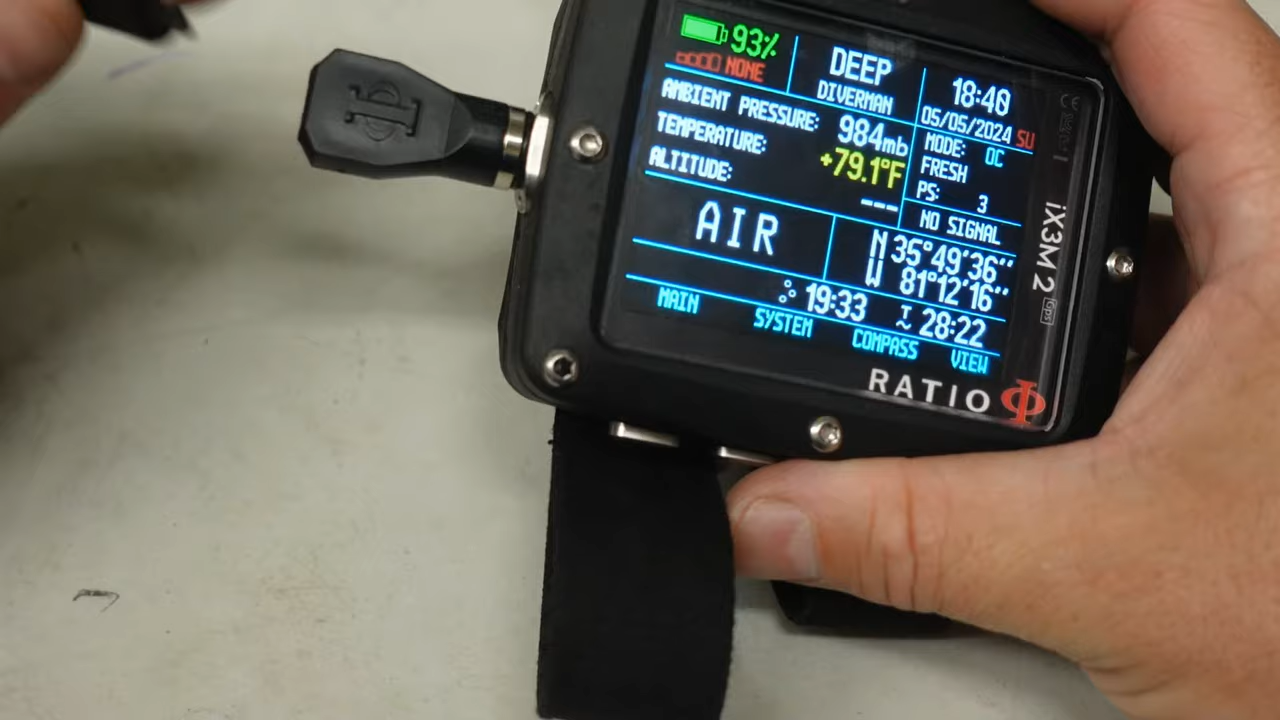 93%
NONE
DEEP
DIVERMAN
18:40
05/05/2024 SU
AMBIENT PRESSURE: 984mb
TEMPERATURE: +79.1°F
ALTITUDE: ---
MODE: OC
FRESH
PS: 3
NO SIGNAL
AIR
N 35°49'36''
W 81°12'16''
19:33
T~ 28:22
MAIN SYSTEM COMPASS VIEW
RATIO
iX3M 2 Gps
CE